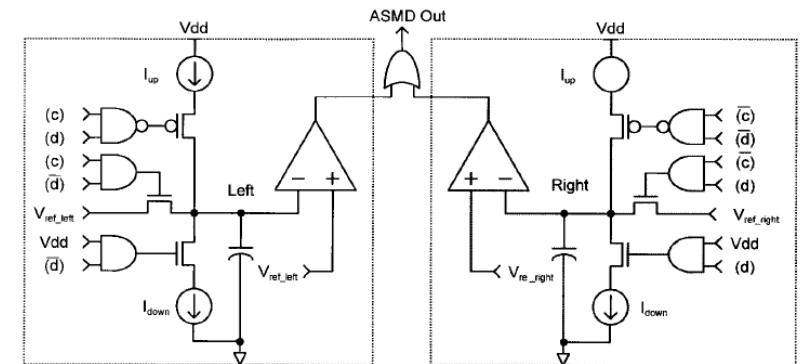 ASMD Out
Vdd
Vdd
I_up
I_up
(c)
(d)
(c)
(d̅)
V_ref_left
Vdd
(d̅)
I_down
Left
− +
V_ref_left
+ −
Right
V_re_right
(c̅)
(d̅)
(c̅)
(d)
V_ref_right
Vdd
(d)
I_down